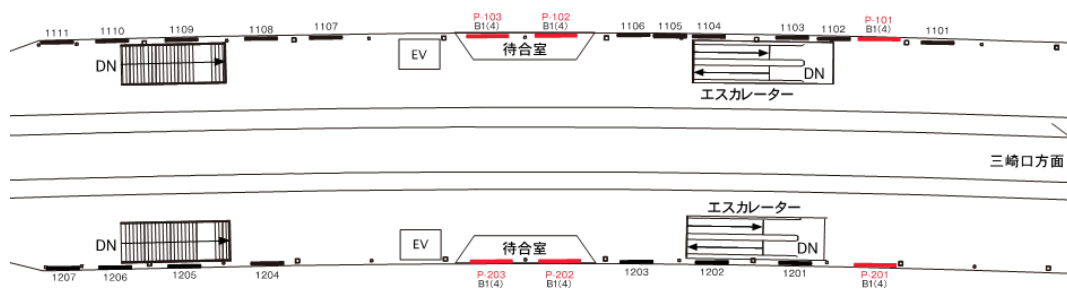 P-103 P-102 P-101
1111 1110 1109 1108 1107 B1(4) B1(4) 1106 1105 1104 1103 1102 B1(4) 1101
DN EV 待合室 DN
エスカレーター
三崎口方面
エスカレーター
DN EV 待合室 DN
1207 1206 1205 1204 P-203 P-202 1203 1202 1201 P-201
B1(4) B1(4) B1(4)